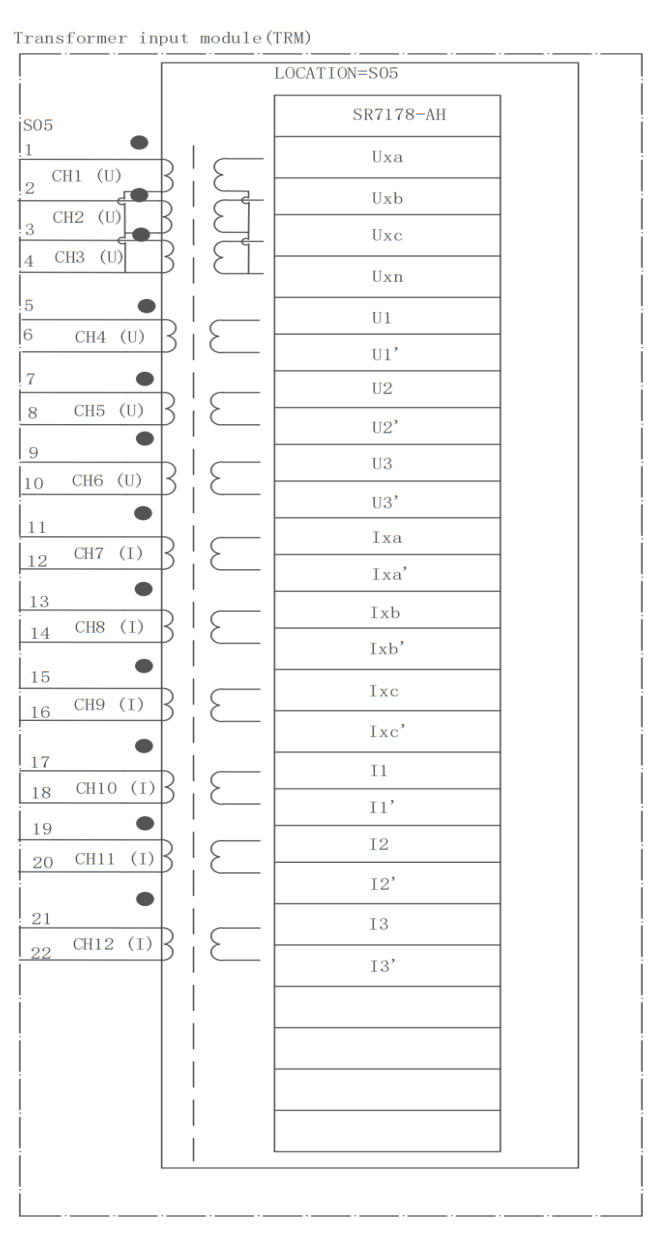 Transformer input module(TRM)
LOCATION=S05
SR7178-AH
S05
1
Uxa
CH1 (U)
2
Uxb
CH2 (U)
3
Uxc
CH3 (U)
4
Uxn
5
U1
6
CH4 (U)
U1’
7
U2
8
CH5 (U)
U2’
9
U3
10
CH6 (U)
U3’
11
Ixa
12
CH7 (I)
Ixa’
13
Ixb
14
CH8 (I)
Ixb’
15
Ixc
16
CH9 (I)
Ixc’
17
I1
18
CH10 (I)
I1’
19
I2
20
CH11 (I)
I2’
21
I3
22
CH12 (I)
I3’